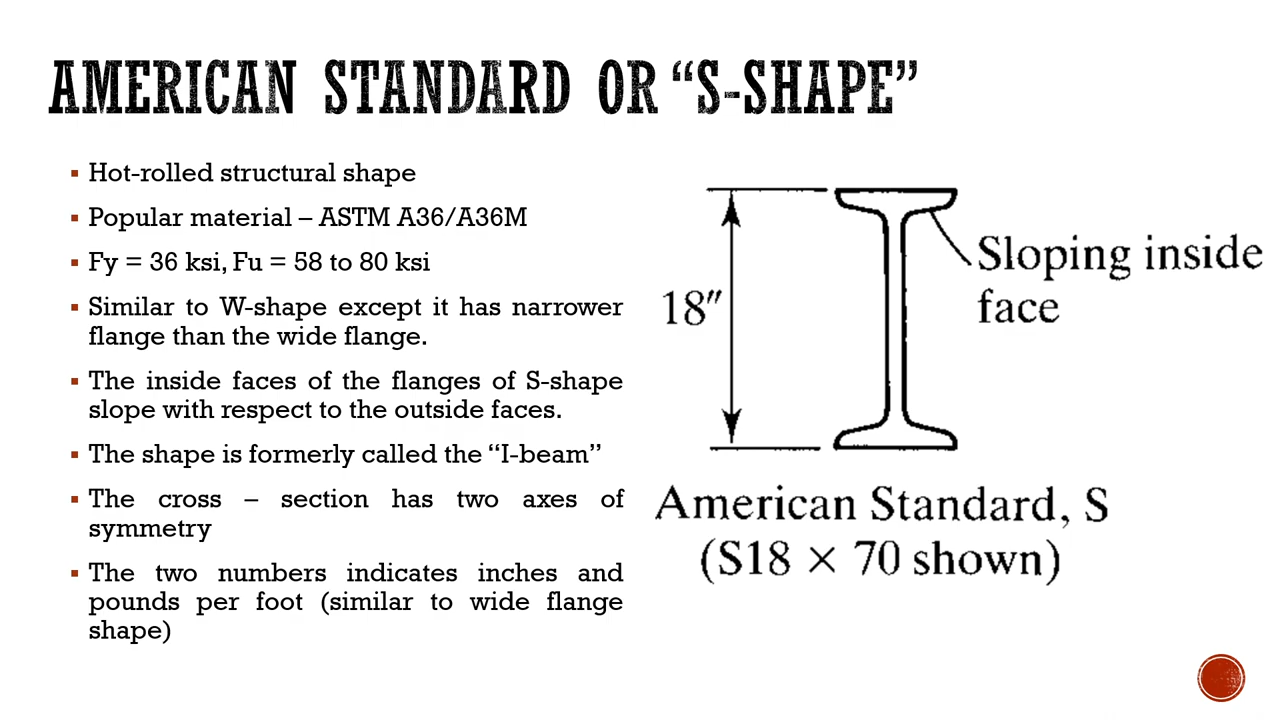 AMERICAN STANDARD OR “S-SHAPE”
▪ Hot-rolled structural shape
▪ Popular material – ASTM A36/A36M
▪ Fy = 36 ksi, Fu = 58 to 80 ksi
▪ Similar to W-shape except it has narrower
flange than the wide flange.
▪ The inside faces of the flanges of S-shape
slope with respect to the outside faces.
▪ The shape is formerly called the “I-beam”
▪ The cross – section has two axes of
symmetry
▪ The two numbers indicates inches and
pounds per foot (similar to wide flange
shape)
18″
Sloping inside
face
American Standard, S
(S18 × 70 shown)